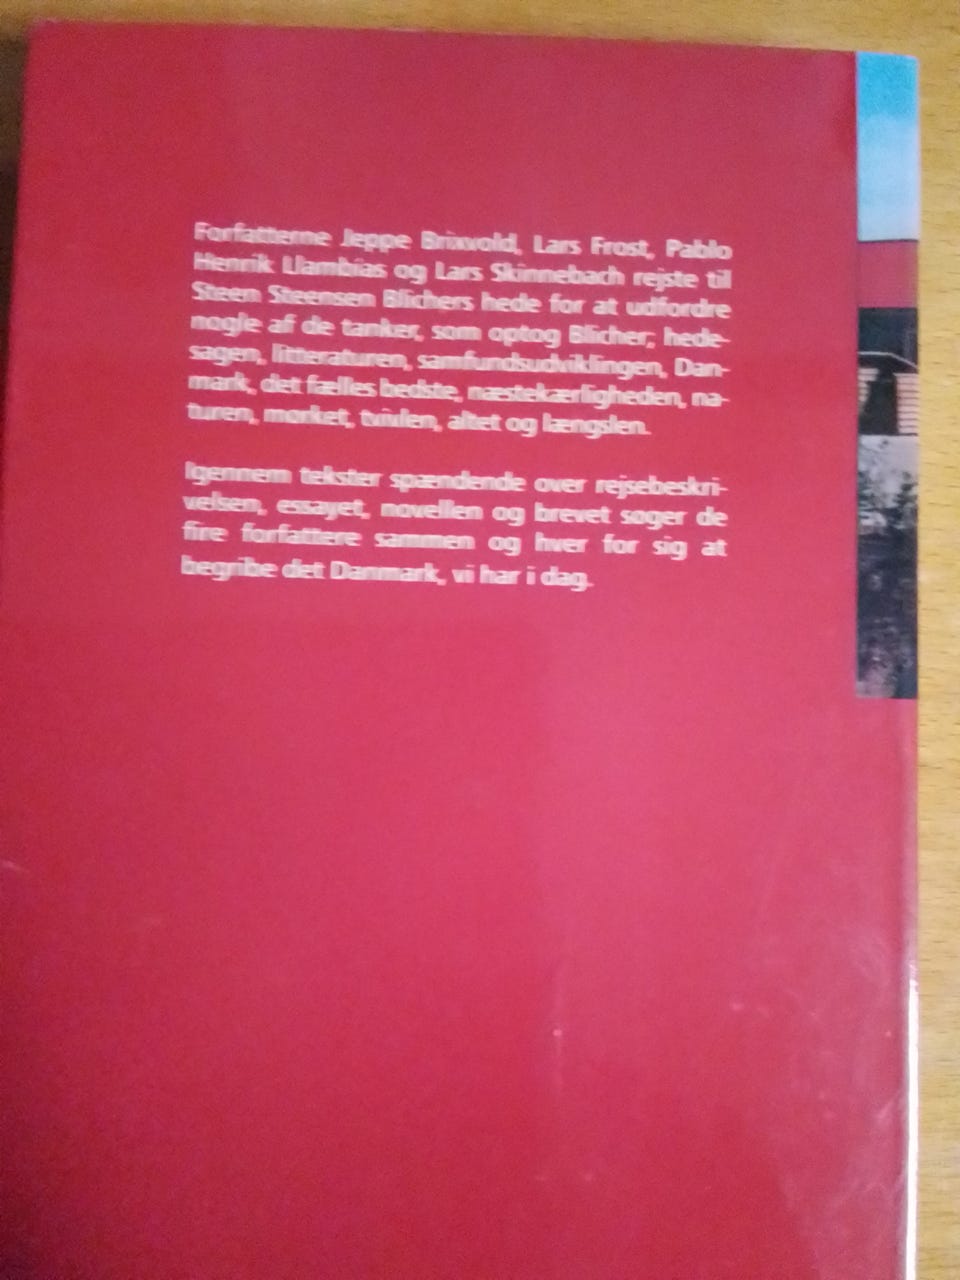 Forfatterne Jeppe Brixvold, Lars Frost, Pablo
Henrik Llambías og Lars Skinnebach rejste til
Steen Steensen Blichers hede for at udfordre
nogle af de tanker, som optog Blicher; hede-
sagen, litteraturen, samfundsudviklingen, Dan-
mark, det fælles bedste, næstekærligheden, na-
turen, mørket, tvivlen, altet og længslen.
Igennem tekster spændende over rejsebeskri-
velsen, essayet, novellen og brevet søger de
fire forfattere sammen og hver for sig at
begribe det Danmark, vi har i dag.